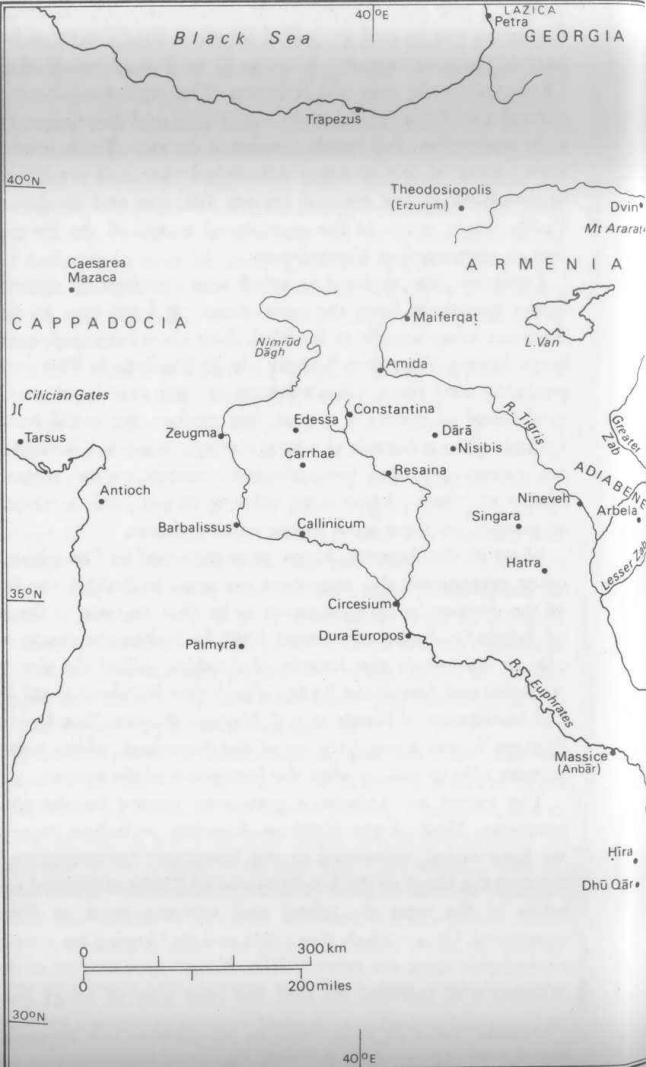 40°E
LAZICA
Petra
Black Sea
GEORGIA
Trapezus
40°N
Theodosiopolis
(Erzurum)
Dvin
Mt Ararat
Caesarea
Mazaca
ARMENIA
CAPPADOCIA
Maiferqaṭ
L.Van
Nimrūd
Dāgh
Amida
Cilician Gates
Tarsus
Zeugma
Edessa
Constantina
Dārā
Nisbis
R. Tigris
Greater
Zab
Carrhae
Resaina
ADIABENE
Antioch
Nineveh
Arbela
Barbalissus
Callinicum
Singara
Hatra
Lesser Zab
35°N
Circesium
Palmyra
Dura Europos
R. Euphrates
Massice
(Anbār)
Ḥīra
Dhū Qār
0 300 km
0 200 miles
30°N
40°E